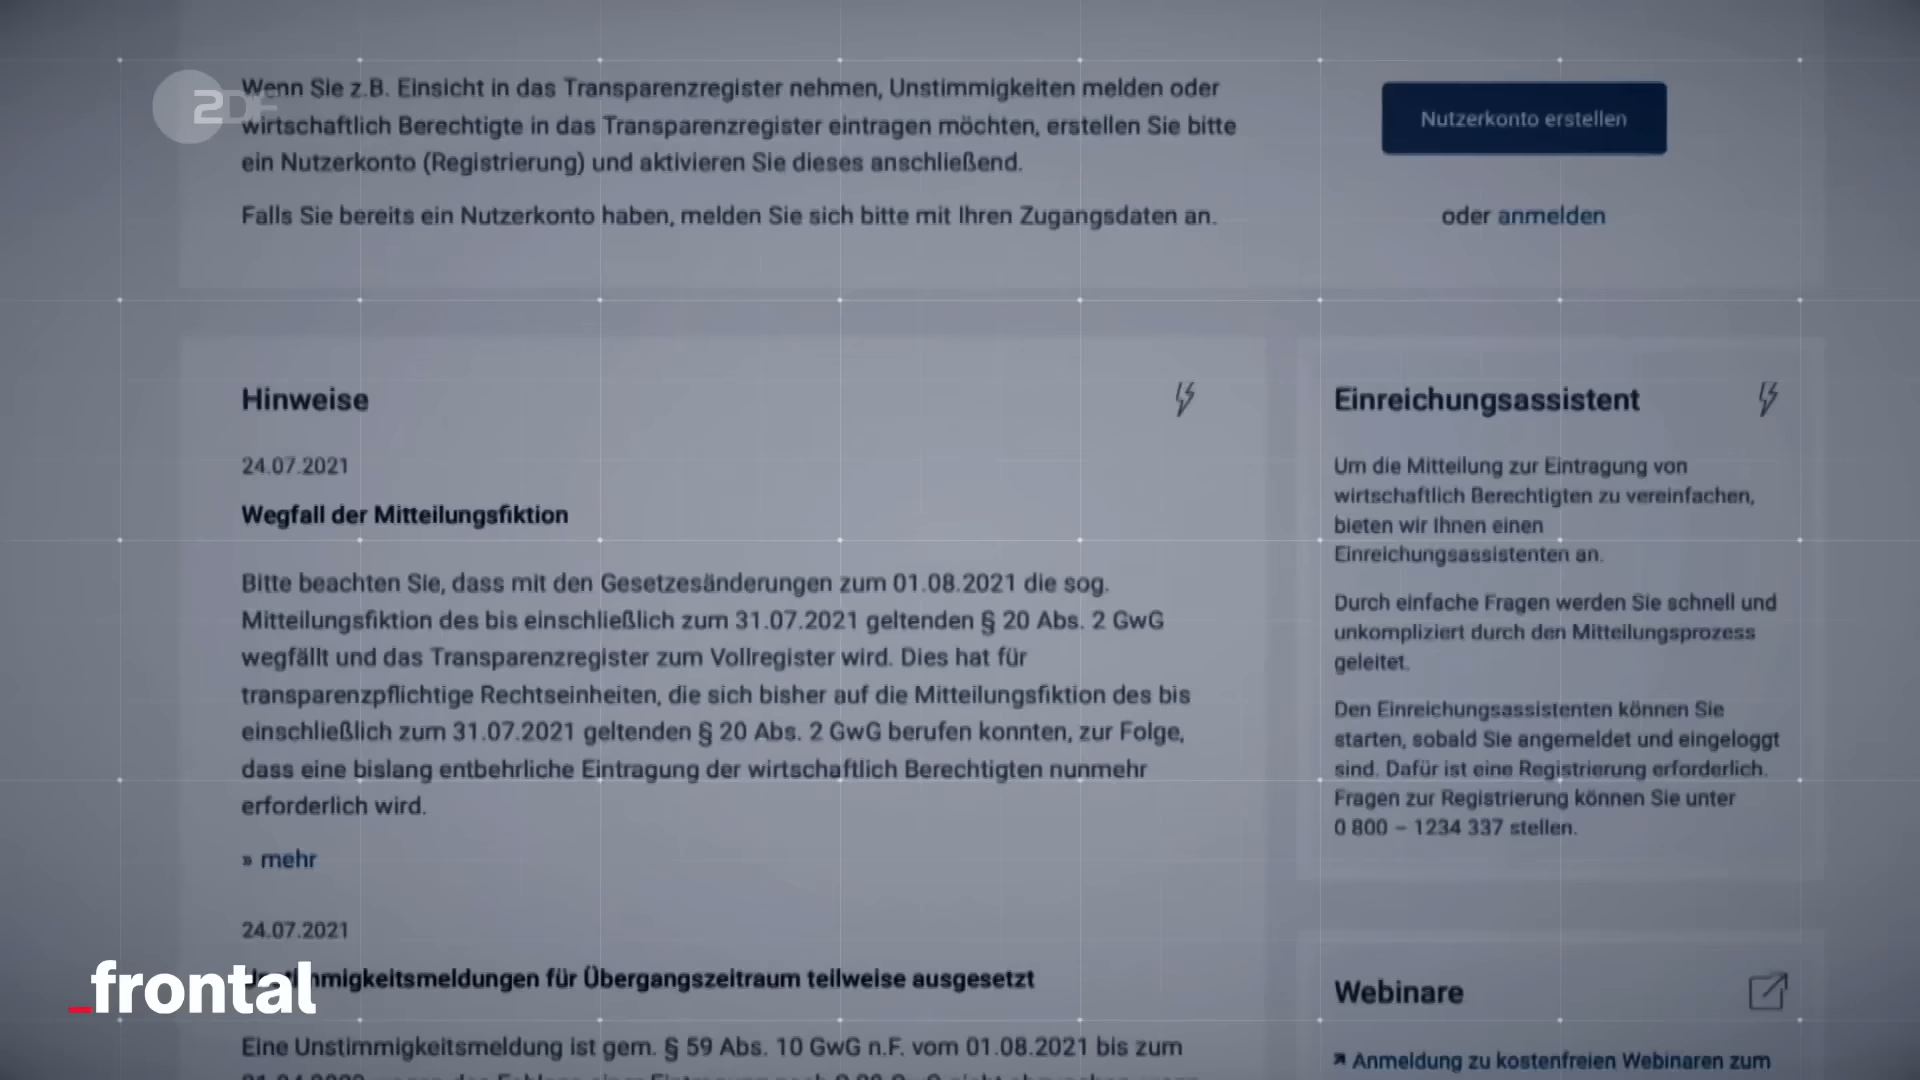 ZDF
Wenn Sie z.B. Einsicht in das Transparenzregister nehmen, Unstimmigkeiten melden oder
wirtschaftlich Berechtigte in das Transparenzregister eintragen möchten, erstellen Sie bitte
ein Nutzerkonto (Registrierung) und aktivieren Sie dieses anschließend.
Falls Sie bereits ein Nutzerkonto haben, melden Sie sich bitte mit Ihren Zugangsdaten an.
Nutzerkonto erstellen
oder anmelden
Hinweise
24.07.2021
Wegfall der Mitteilungsfiktion
Bitte beachten Sie, dass mit den Gesetzesänderungen zum 01.08.2021 die sog.
Mitteilungsfiktion des bis einschließlich zum 31.07.2021 geltenden § 20 Abs. 2 GwG
wegfällt und das Transparenzregister zum Vollregister wird. Dies hat für
transparenzpflichtige Rechtseinheiten, die sich bisher auf die Mitteilungsfiktion des bis
einschließlich zum 31.07.2021 geltenden § 20 Abs. 2 GwG berufen konnten, zur Folge,
dass eine bislang entbehrliche Eintragung der wirtschaftlich Berechtigten nunmehr
erforderlich wird.
» mehr
24.07.2021
für Übergangszeitraum teilweise ausgesetzt
Eine Unstimmigkeitsmeldung ist gem. § 59 Abs. 10 GwG n.F. vom 01.08.2021 bis zum
Einreichungsassistent
Um die Mitteilung zur Eintragung von
wirtschaftlich Berechtigten zu vereinfachen,
bieten wir Ihnen einen
Einreichungsassistenten an.
Durch einfache Fragen werden Sie schnell und
unkompliziert durch den Mitteilungsprozess
geleitet.
Den Einreichungsassistenten können Sie
starten, sobald Sie angemeldet und eingeloggt
sind. Dafür ist eine Registrierung erforderlich.
Fragen zur Registrierung können Sie unter
0 800 – 1234 337 stellen.
Webinare
Anmeldung zu kostenfreien Webinaren zum
_frontal